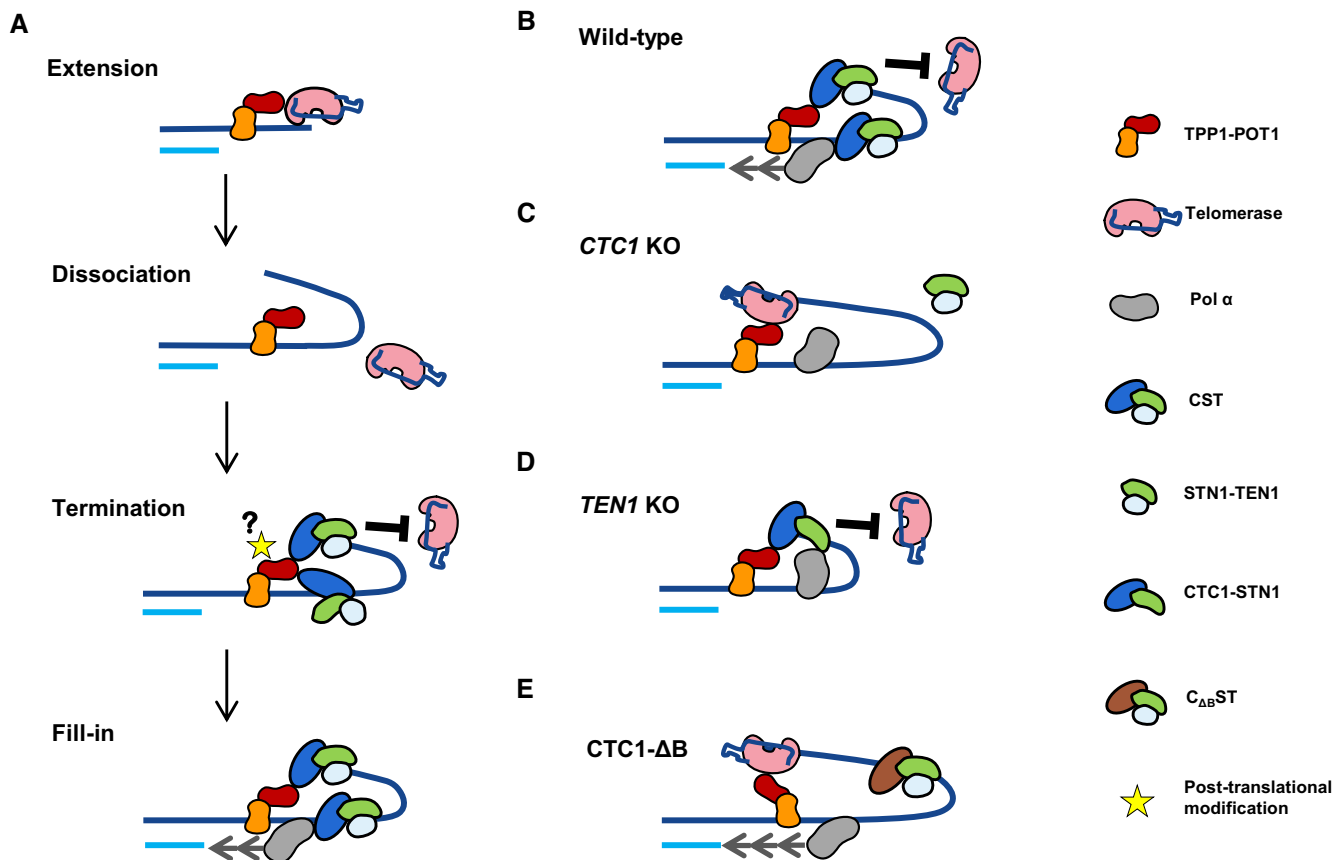 A
Extension
Dissociation
?
Termination
Fill-in
B
Wild-type
C
CTC1 KO
D
TEN1 KO
E
CTC1-ΔB
TPP1-POT1
Telomerase
Pol α
CST
STN1-TEN1
CTC1-STN1
CΔBST
Post-translational
modification